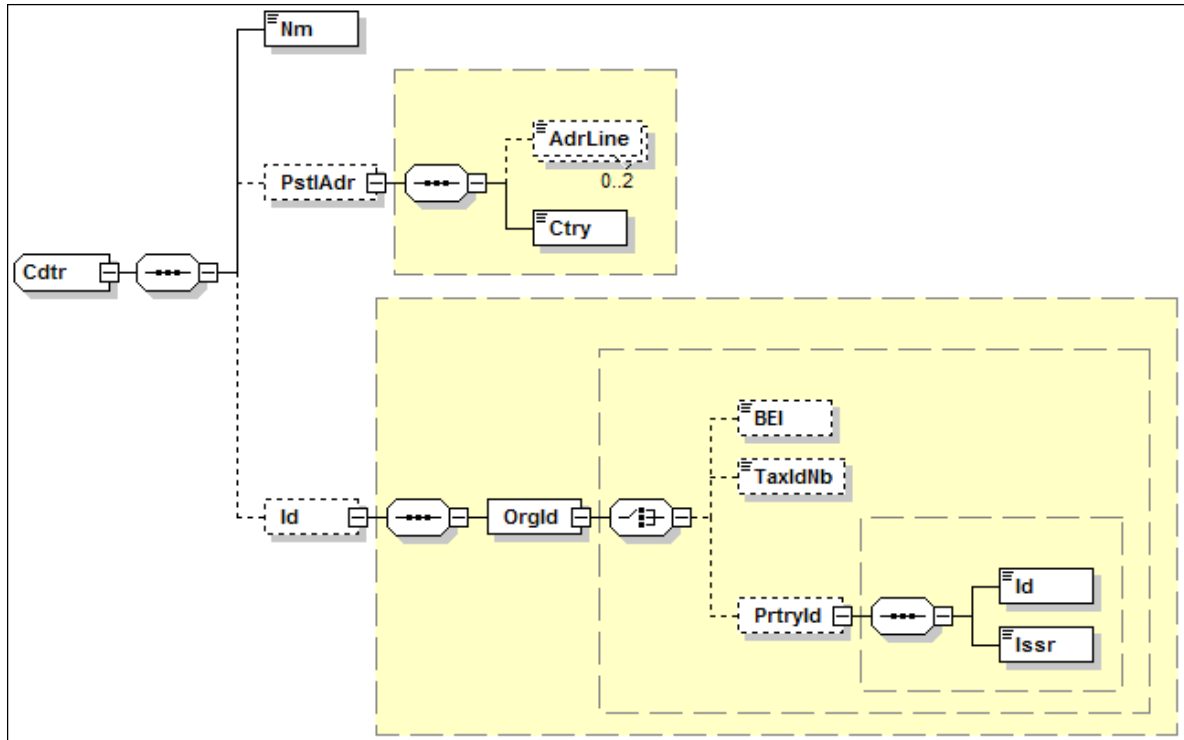 Nm
AdrLine
0..2
PstlAdr
Ctry
Cdtr
BEI
TaxIdNb
Id
OrgId
PrtryId
Id
Issr